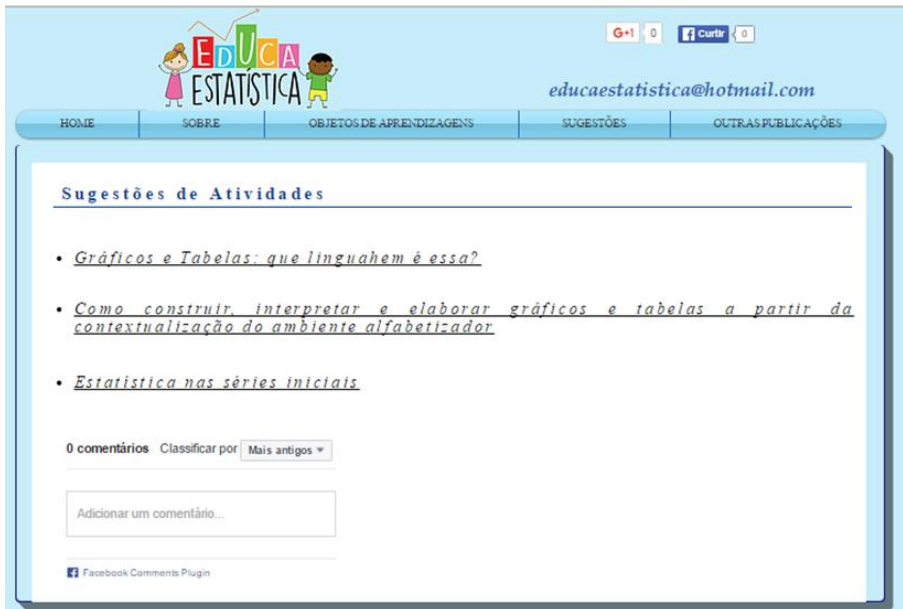 EDUCA
ESTATÍSTICA
G+1 0
Curtir 0
educaestatistica@hotmail.com
HOME SOBRE OBJETOS DE APRENDIZAGENS SUGESTÕES OUTRAS PUBLICAÇÕES
Sugestões de Atividades
• Gráficos e Tabelas: que linguahem é essa?
• Como construir, interpretar e elaborar gráficos e tabelas a partir da
contextualização do ambiente alfabetizador
• Estatística nas séries iniciais
0 comentários Classificar por Mais antigos
Adicionar um comentário...
Facebook Comments Plugin